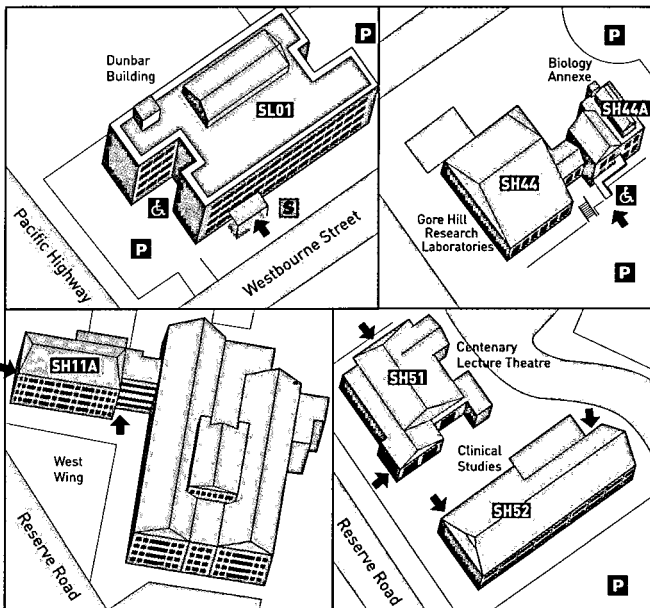 P
Dunbar
Building
SL01
P
S
Pacific Highway
Westbourne Street
P
Biology
Annexe
SH44A
SH44
Gore Hill
Research
Laboratories
P
SH11A
West
Wing
Reserve Road
SH51
Centenary
Lecture Theatre
Clinical
Studies
SH52
Reserve Road
P